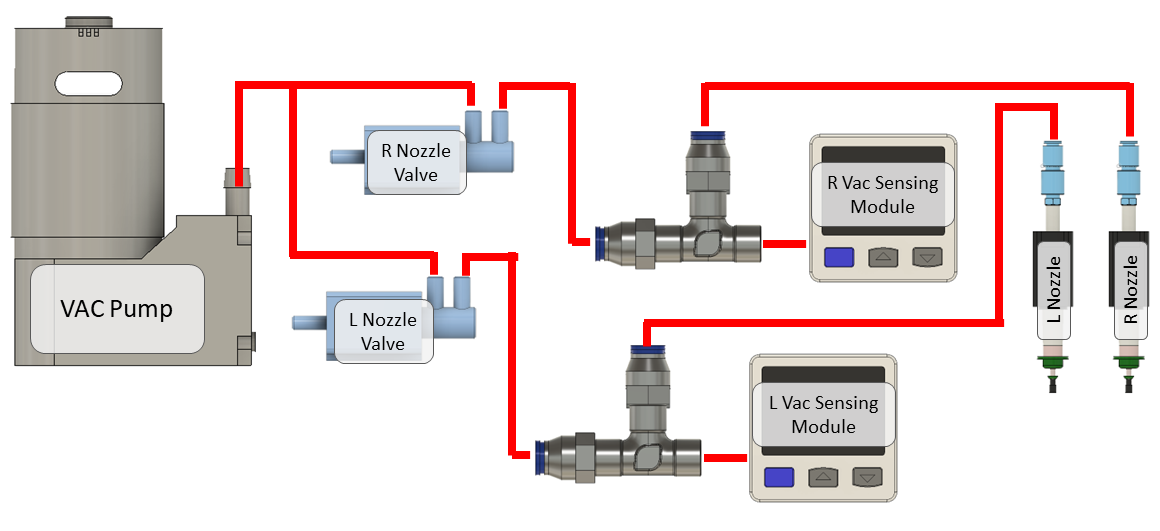 VAC Pump
R Nozzle
Valve
L Nozzle
Valve
R Vac Sensing
Module
L Vac Sensing
Module
L Nozzle
R Nozzle